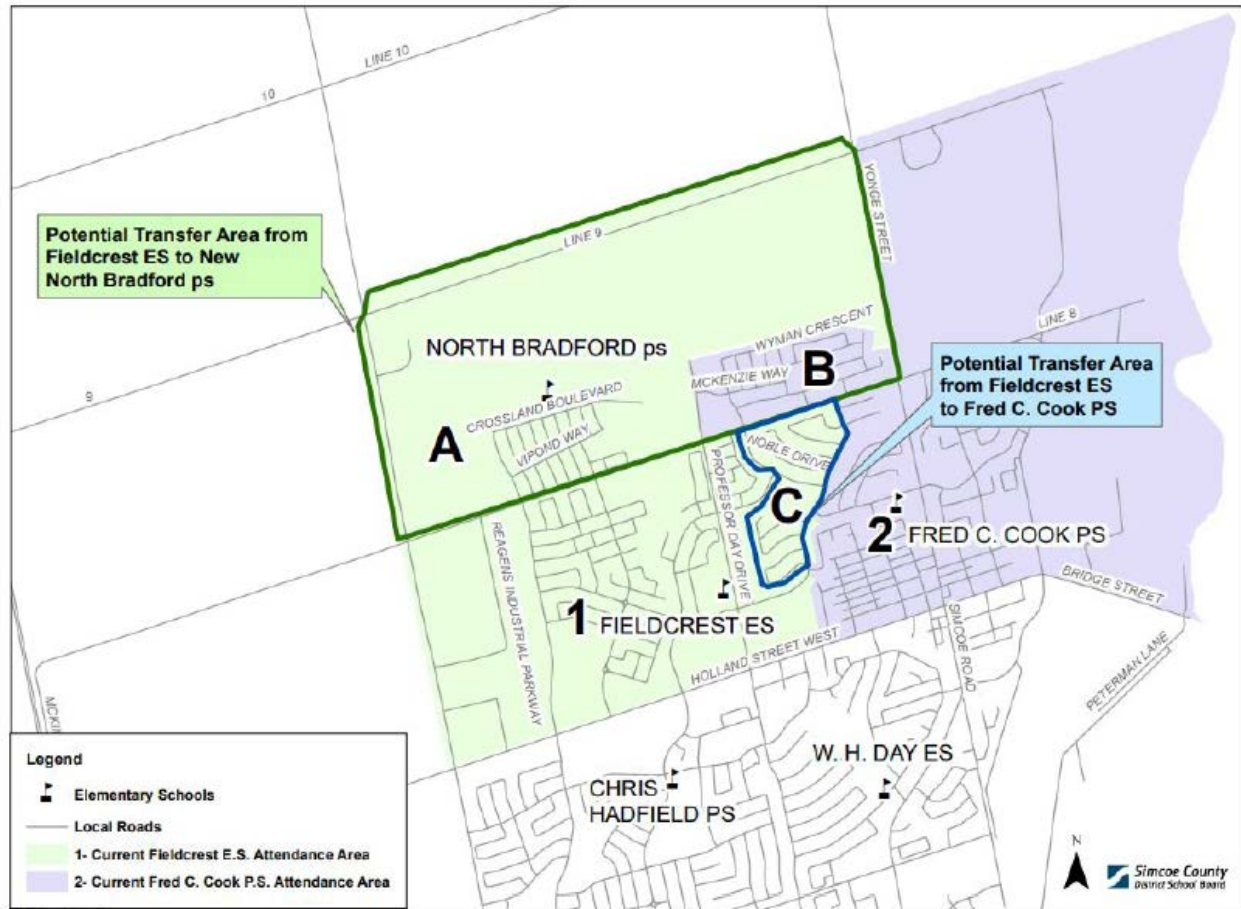 LINE 10
10
YONGE STREET
Potential Transfer Area from
Fieldcrest ES to New
North Bradford ps
LINE 9
9
NORTH BRADFORD ps
WYMAN CRESCENT
LINE 8
MCKENZIE WAY
B
Potential Transfer Area
from Fieldcrest ES
to Fred C. Cook PS
CROSSLAND BOULEVARD
A
VIPOND WAY
NOBLE DRIVE
PROFESSOR DAY DRIVE
C
2 FRED C. COOK PS
REAGENS INDUSTRIAL PARKWAY
BRIDGE STREET
1 FIELDCREST ES
SIMCOE ROAD
HOLLAND STREET WEST
PETERMAN LANE
W. H. DAY ES
CHRIS
HADFIELD PS
Legend
Elementary Schools
Local Roads
1- Current Fieldcrest E.S. Attendance Area
2- Current Fred C. Cook P.S. Attendance Area
N
Simcoe County
District School Board